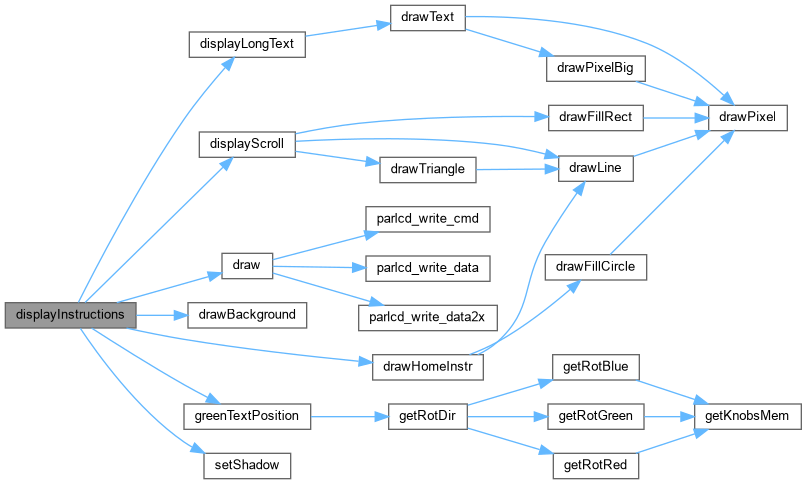 displayInstructions
displayLongText
displayScroll
draw
drawBackground
greenTextPosition
setShadow
drawText
drawTriangle
parlcd_write_cmd
parlcd_write_data
parlcd_write_data2x
drawHomeInstr
getRotDir
drawPixelBig
drawFillRect
drawLine
drawFillCircle
getRotBlue
getRotGreen
getRotRed
drawPixel
getKnobsMem